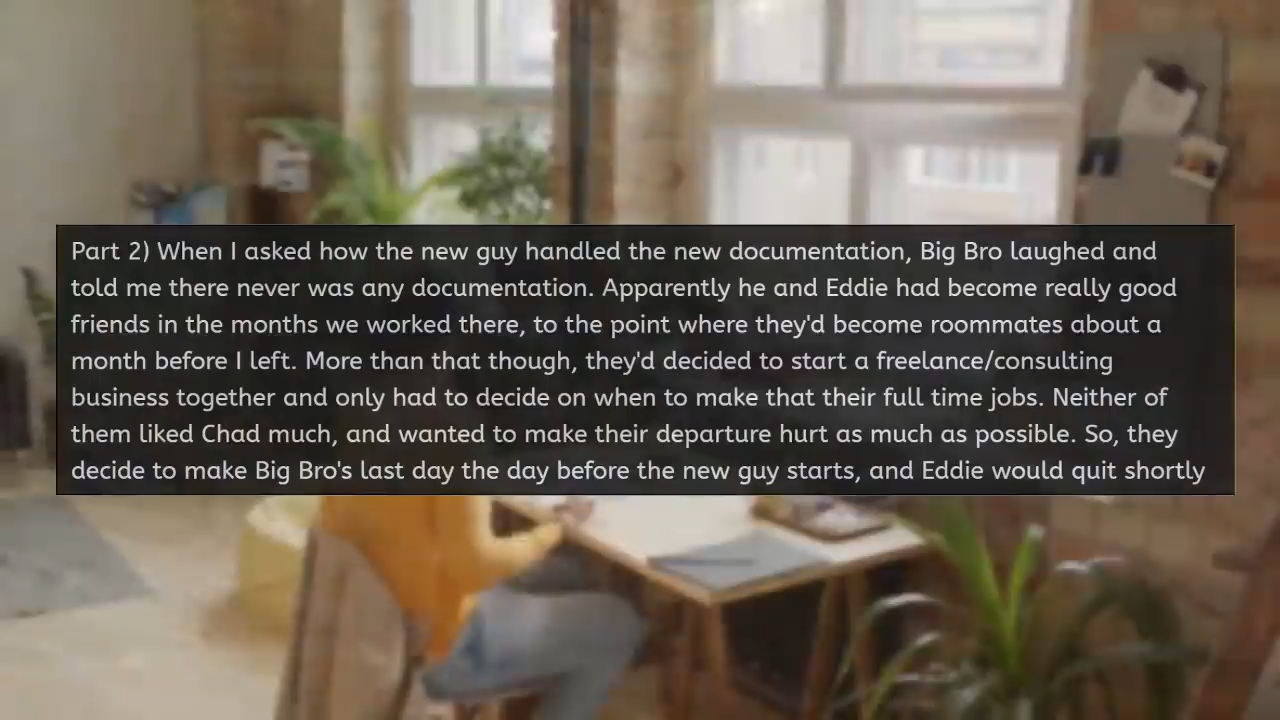 Part 2) When I asked how the new guy handled the new documentation, Big Bro laughed and
told me there never was any documentation. Apparently he and Eddie had become really good
friends in the months we worked there, to the point where they'd become roommates about a
month before I left. More than that though, they'd decided to start a freelance/consulting
business together and only had to decide on when to make that their full time jobs. Neither of
them liked Chad much, and wanted to make their departure hurt as much as possible. So, they
decide to make Big Bro's last day the day before the new guy starts, and Eddie would quit shortly